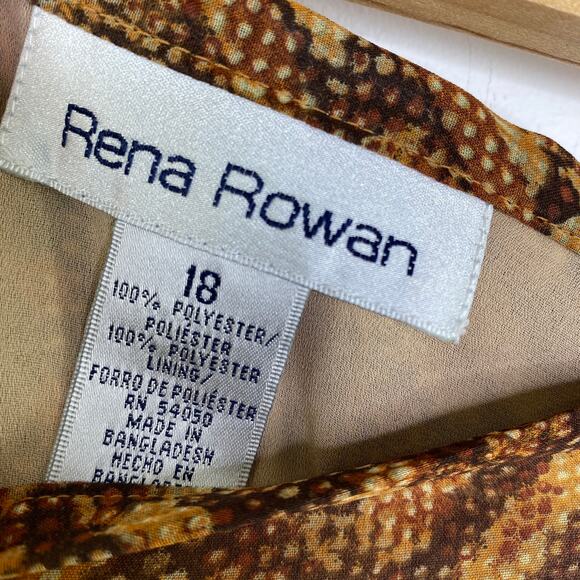 Rena Rowan
18
100% POLYESTER/
POLIÉSTER
100% POLYESTER
LINING/
FORRO DE POLIÉSTER
RN 54050
MADE IN
BANGLADESH
HECHO EN